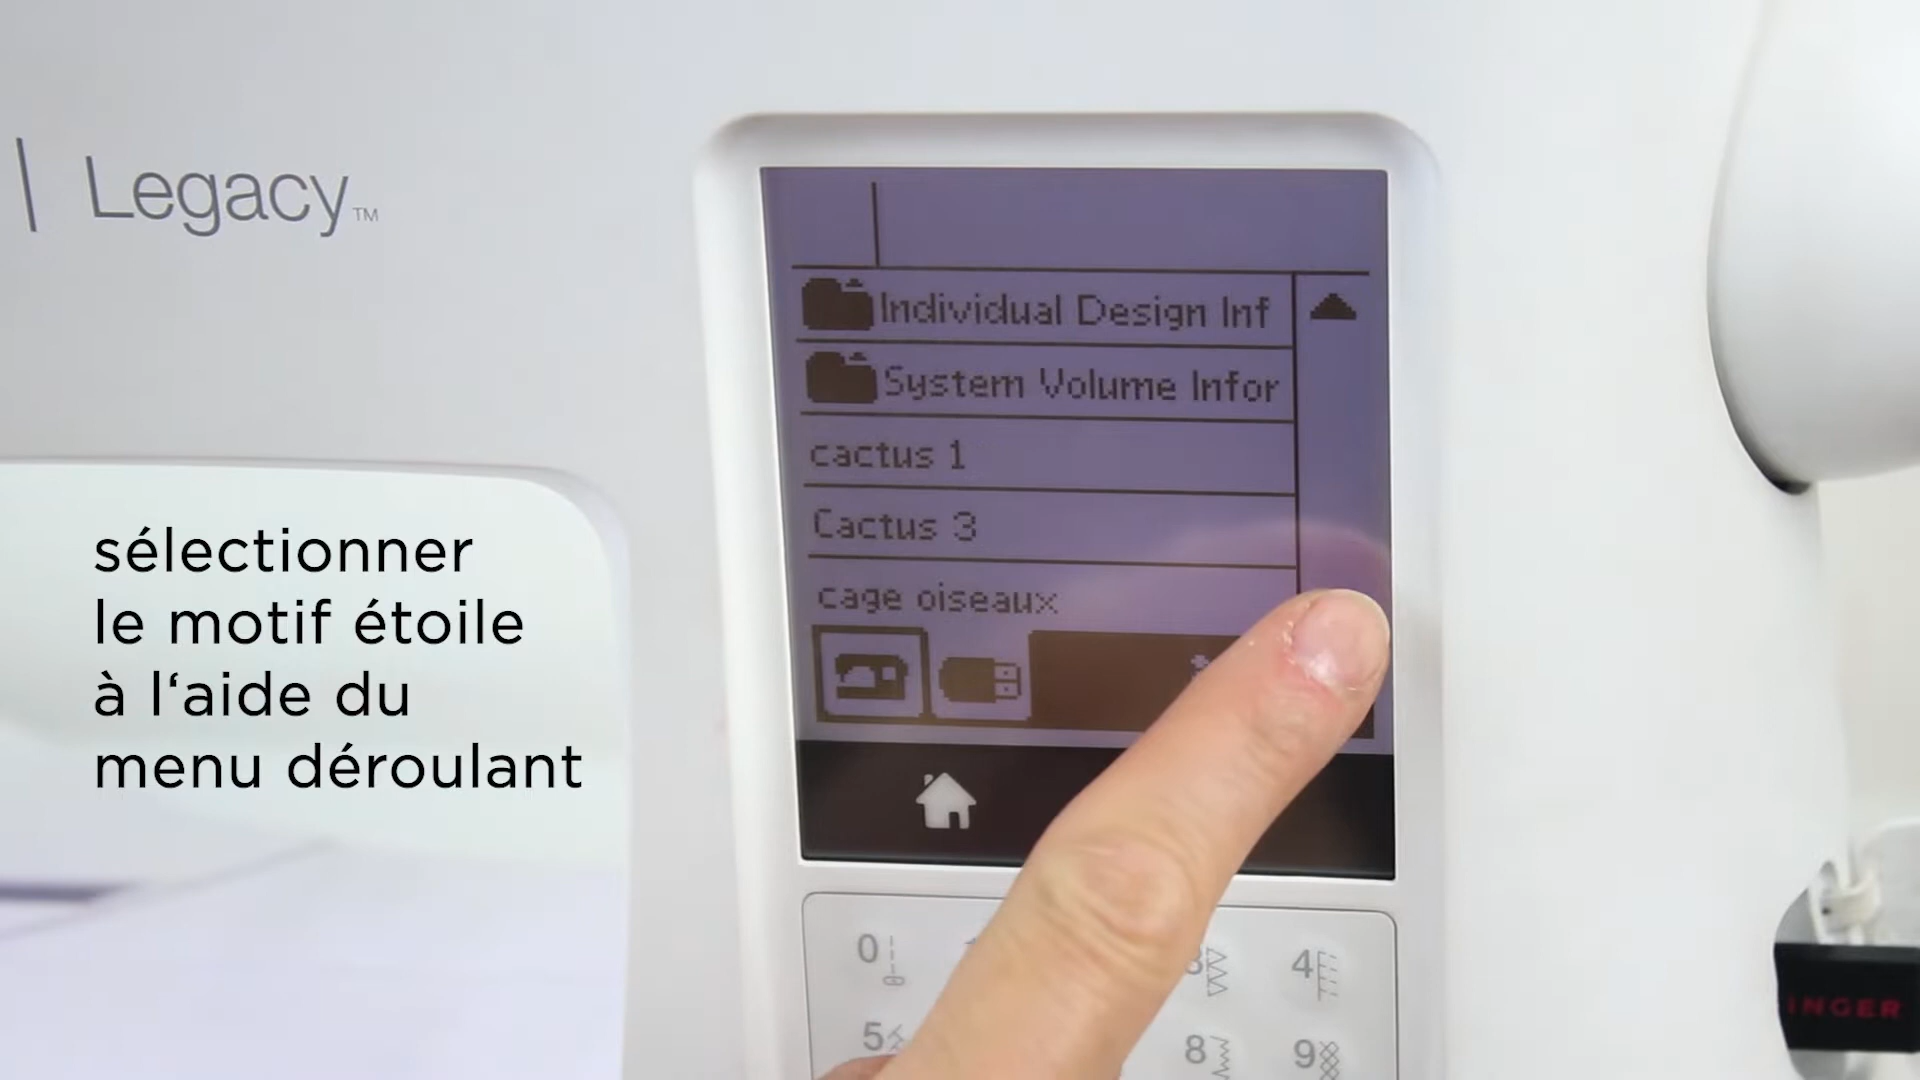 Legacy™
Individual Design Inf
System Volume Infor
cactus 1
Cactus 3
cage oiseaux
sélectionner
le motif étoile
à l‘aide du
menu déroulant
0
4
5
8
9
INGER